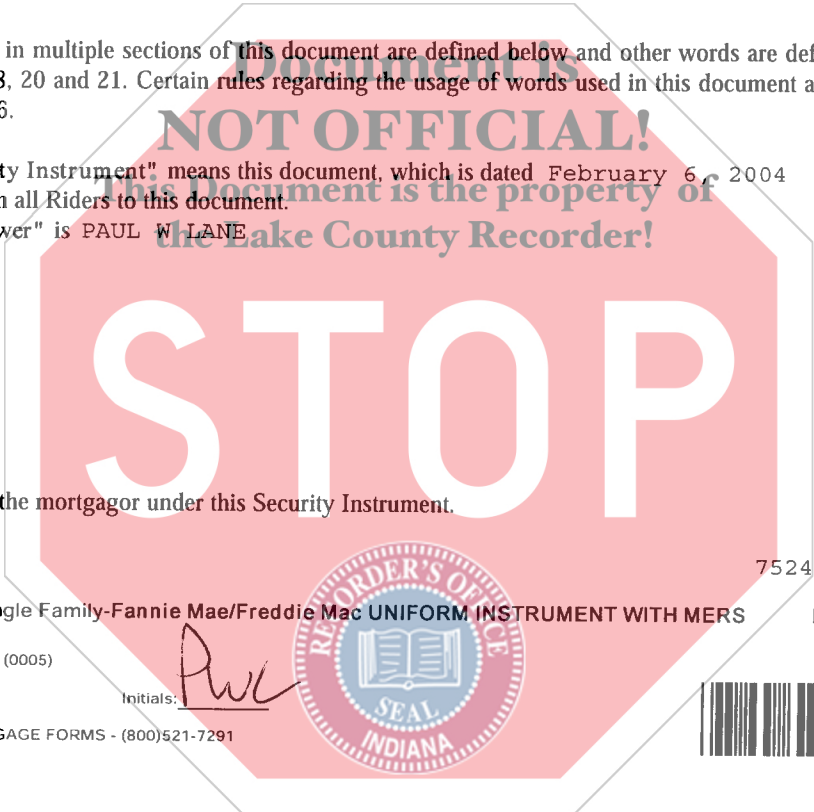 in multiple sections of this document are defined below and other words are def
3, 20 and 21. Certain rules regarding the usage of words used in this document a
6.
Document is
NOT OFFICIAL!
This Document is the property of
the Lake County Recorder!
ty Instrument" means this document, which is dated February 6, 2004
n all Riders to this document.
wer" is PAUL W LANE
STOP
the mortgagor under this Security Instrument.
7524
RECORDER'S OFFICE
SEAL
INDIANA
ngle Family-Fannie Mae/Freddie Mac UNIFORM INSTRUMENT WITH MERS
(0005)
Initials: PWL
GAGE FORMS - (800)521-7291